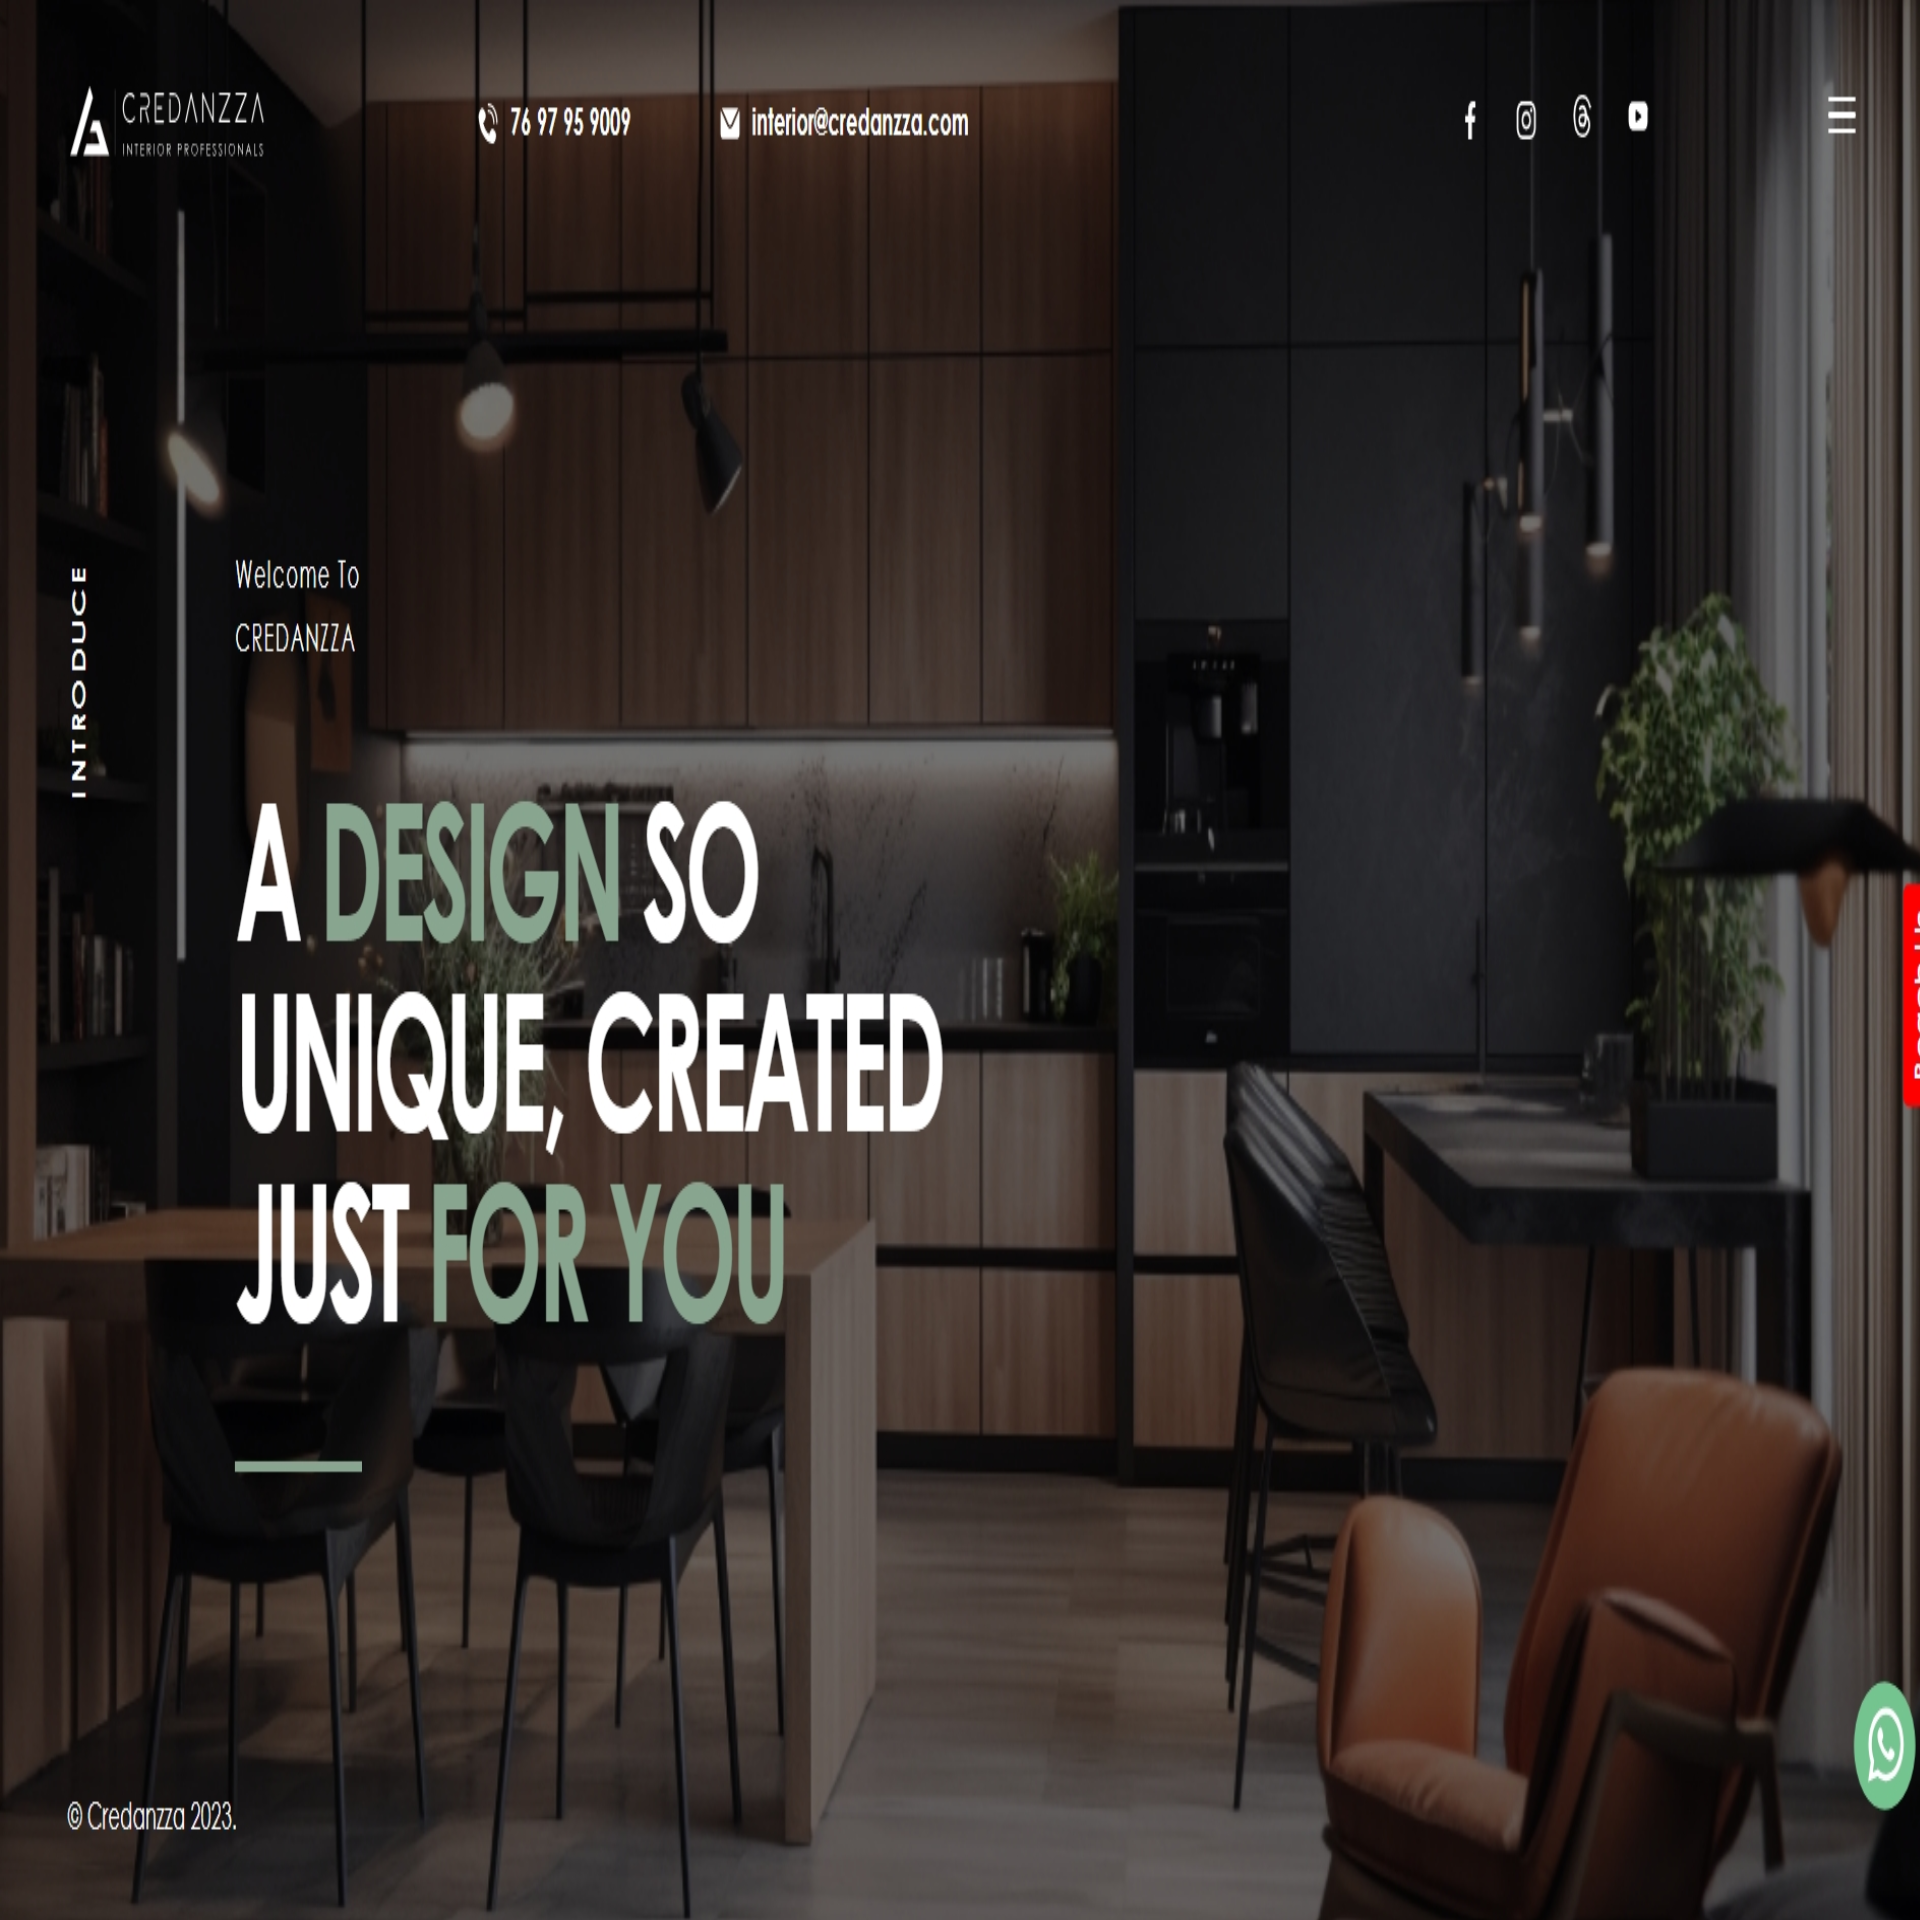 CREDANZZA
INTERIOR PROFESSIONALS
76 97 95 9009
interior@credanzza.com
INTRODUCE
Welcome To
CREDANZZA
A DESIGN SO
UNIQUE, CREATED
JUST FOR YOU
© Credanzza 2023.